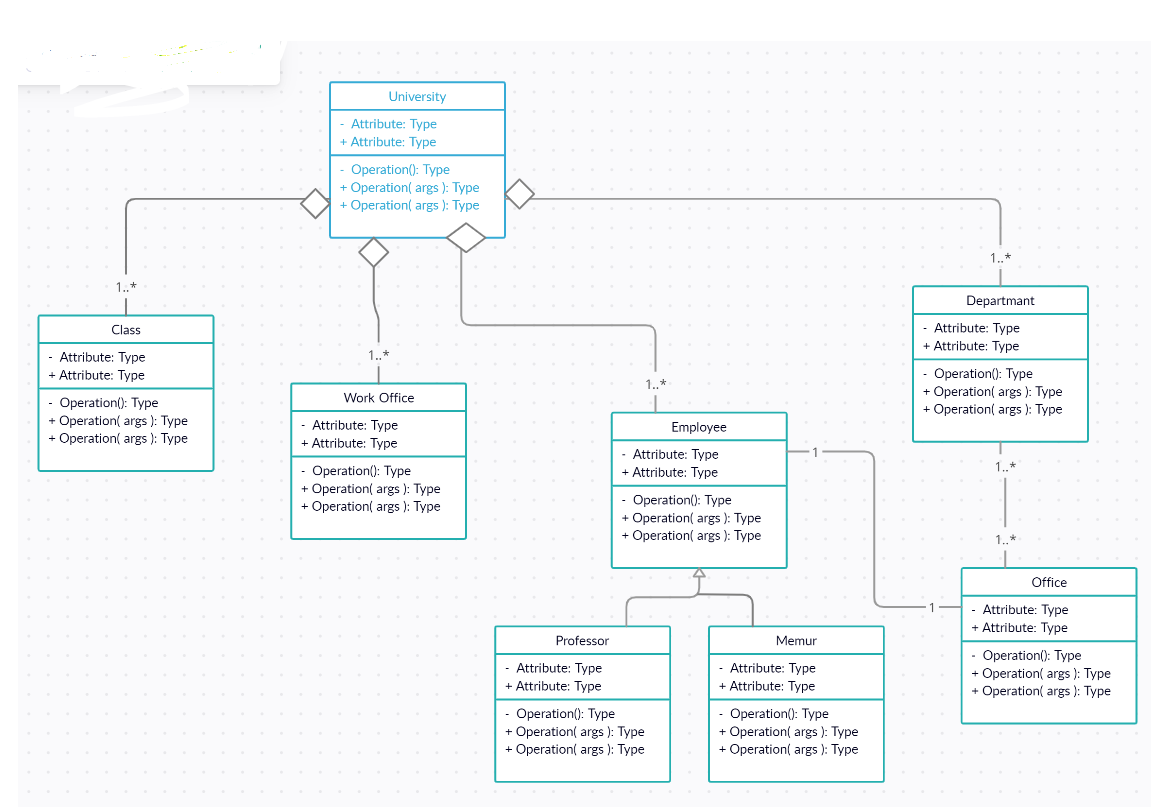 University
- Attribute: Type
+ Attribute: Type
- Operation(): Type
+ Operation( args ): Type
+ Operation( args ): Type
1..*
Class
- Attribute: Type
+ Attribute: Type
- Operation(): Type
+ Operation( args ): Type
+ Operation( args ): Type
1..*
Work Office
- Attribute: Type
+ Attribute: Type
- Operation(): Type
+ Operation( args ): Type
+ Operation( args ): Type
1..*
Employee
- Attribute: Type
+ Attribute: Type
- Operation(): Type
+ Operation( args ): Type
+ Operation( args ): Type
1..*
Departmant
- Attribute: Type
+ Attribute: Type
- Operation(): Type
+ Operation( args ): Type
+ Operation( args ): Type
1
1..*
1..*
1
Office
- Attribute: Type
+ Attribute: Type
- Operation(): Type
+ Operation( args ): Type
+ Operation( args ): Type
Professor
- Attribute: Type
+ Attribute: Type
- Operation(): Type
+ Operation( args ): Type
+ Operation( args ): Type
Memur
- Attribute: Type
+ Attribute: Type
- Operation(): Type
+ Operation( args ): Type
+ Operation( args ): Type